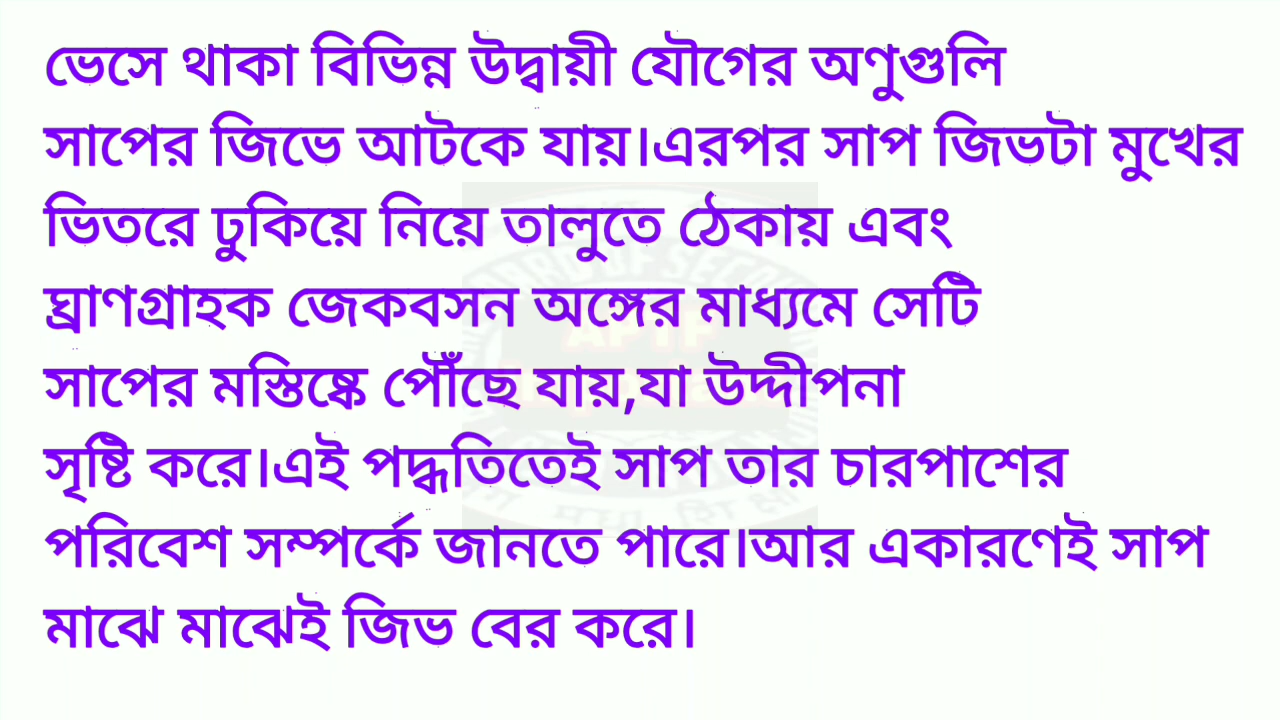 ভেসে থাকা বিভিন্ন উদ্বায়ী যৌগের অণুগুলি
সাপের জিভে আটকে যায়।এরপর সাপ জিভটা মুখের
ভিতরে ঢুকিয়ে নিয়ে তালুতে ঠেকায় এবং
ঘ্রাণগ্রাহক জেকবসন অঙ্গের মাধ্যমে সেটি
সাপের মস্তিষ্কে পৌঁছে যায়,যা উদ্দীপনা
সৃষ্টি করে।এই পদ্ধতিতেই সাপ তার চারপাশের
পরিবেশ সম্পর্কে জানতে পারে।আর একারণেই সাপ
মাঝে মাঝেই জিভ বের করে।